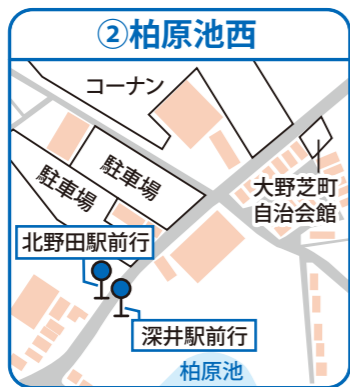 ②柏原池西
コーナン
駐車場
駐車場
大野芝町
自治会館
北野田駅前行
深井駅前行
柏原池